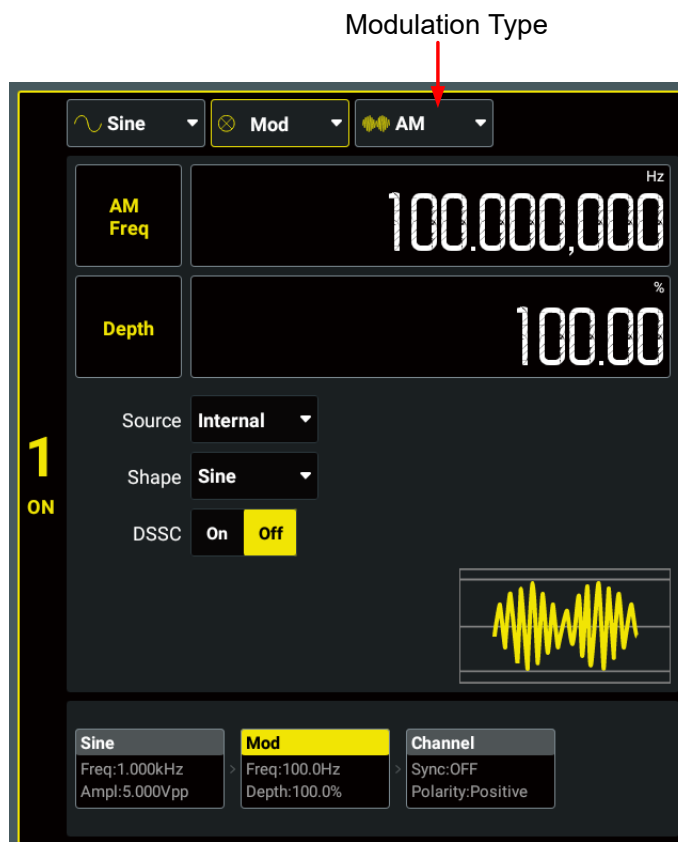 Modulation Type
Sine Mod AM
Hz
AM
Freq
100.000,000
%
Depth
100.00
Source Internal
Shape Sine
DSSC On Off
1
ON
Sine Mod Channel
Freq:1.000kHz > Freq:100.0Hz > Sync:OFF
Ampl:5.000Vpp Depth:100.0% Polarity:Positive